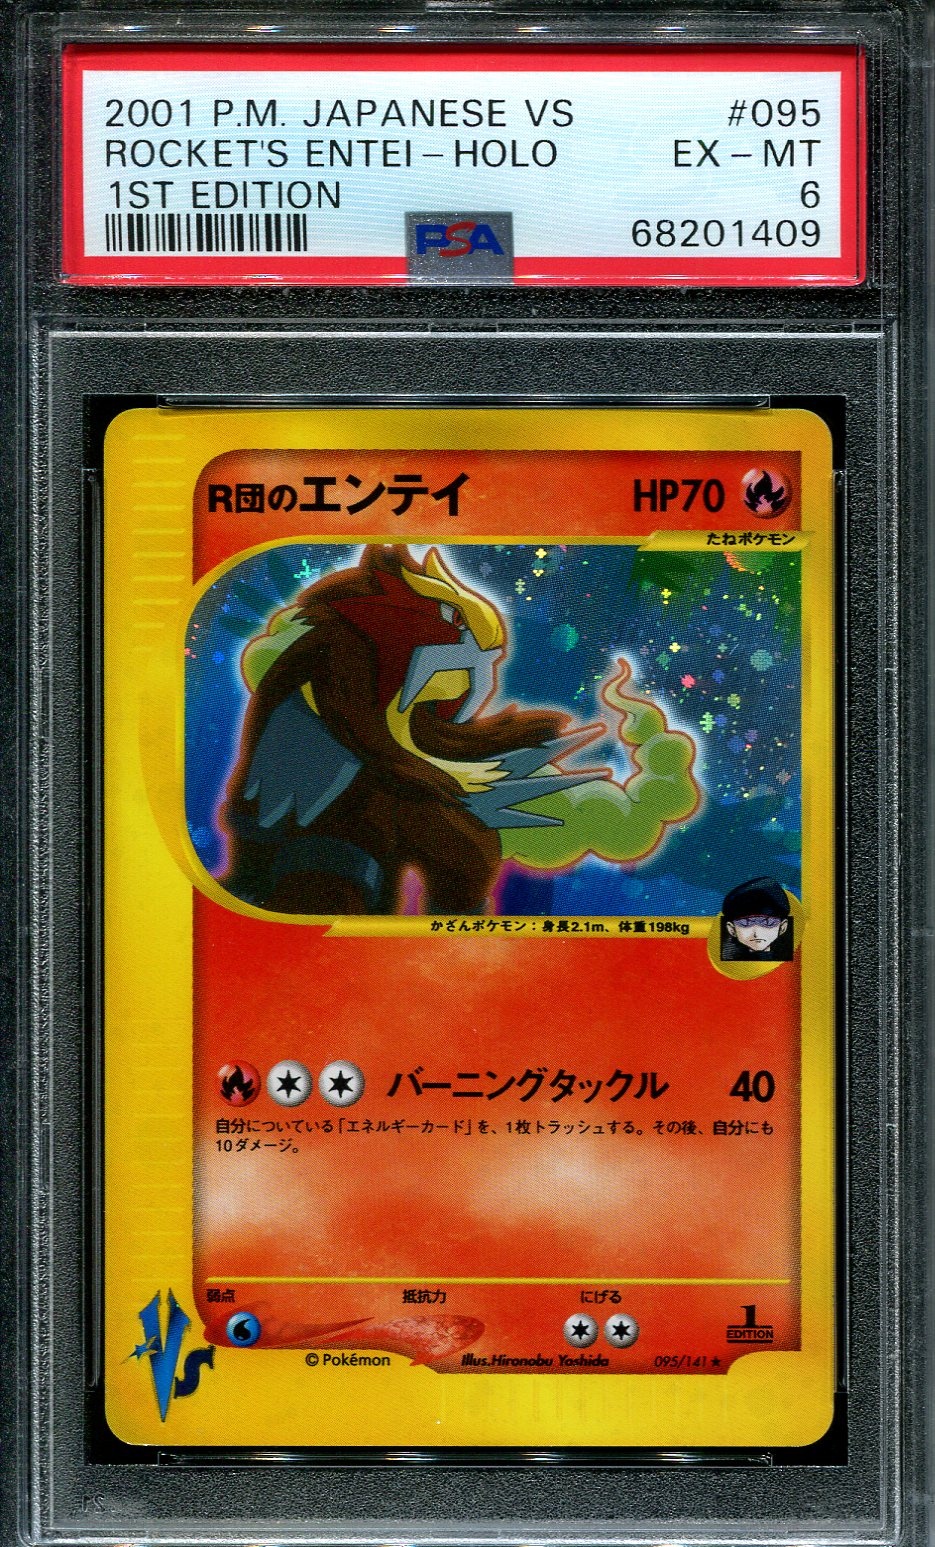 2001 P.M. JAPANESE VS #095
ROCKET'S ENTEI - HOLO EX - MT
1ST EDITION 6
PSA 68201409
R団のエンテイ HP70
たねポケモン
かざんポケモン：身長2.1m、体重198kg
バーニングタックル 40
自分についている「エネルギーカード」を、1枚トラッシュする。その後、自分にも
10ダメージ。
弱点 抵抗力 にげる
1
EDITION
VS
© Pokémon Illus.Hironobu Yoshida 095/141★